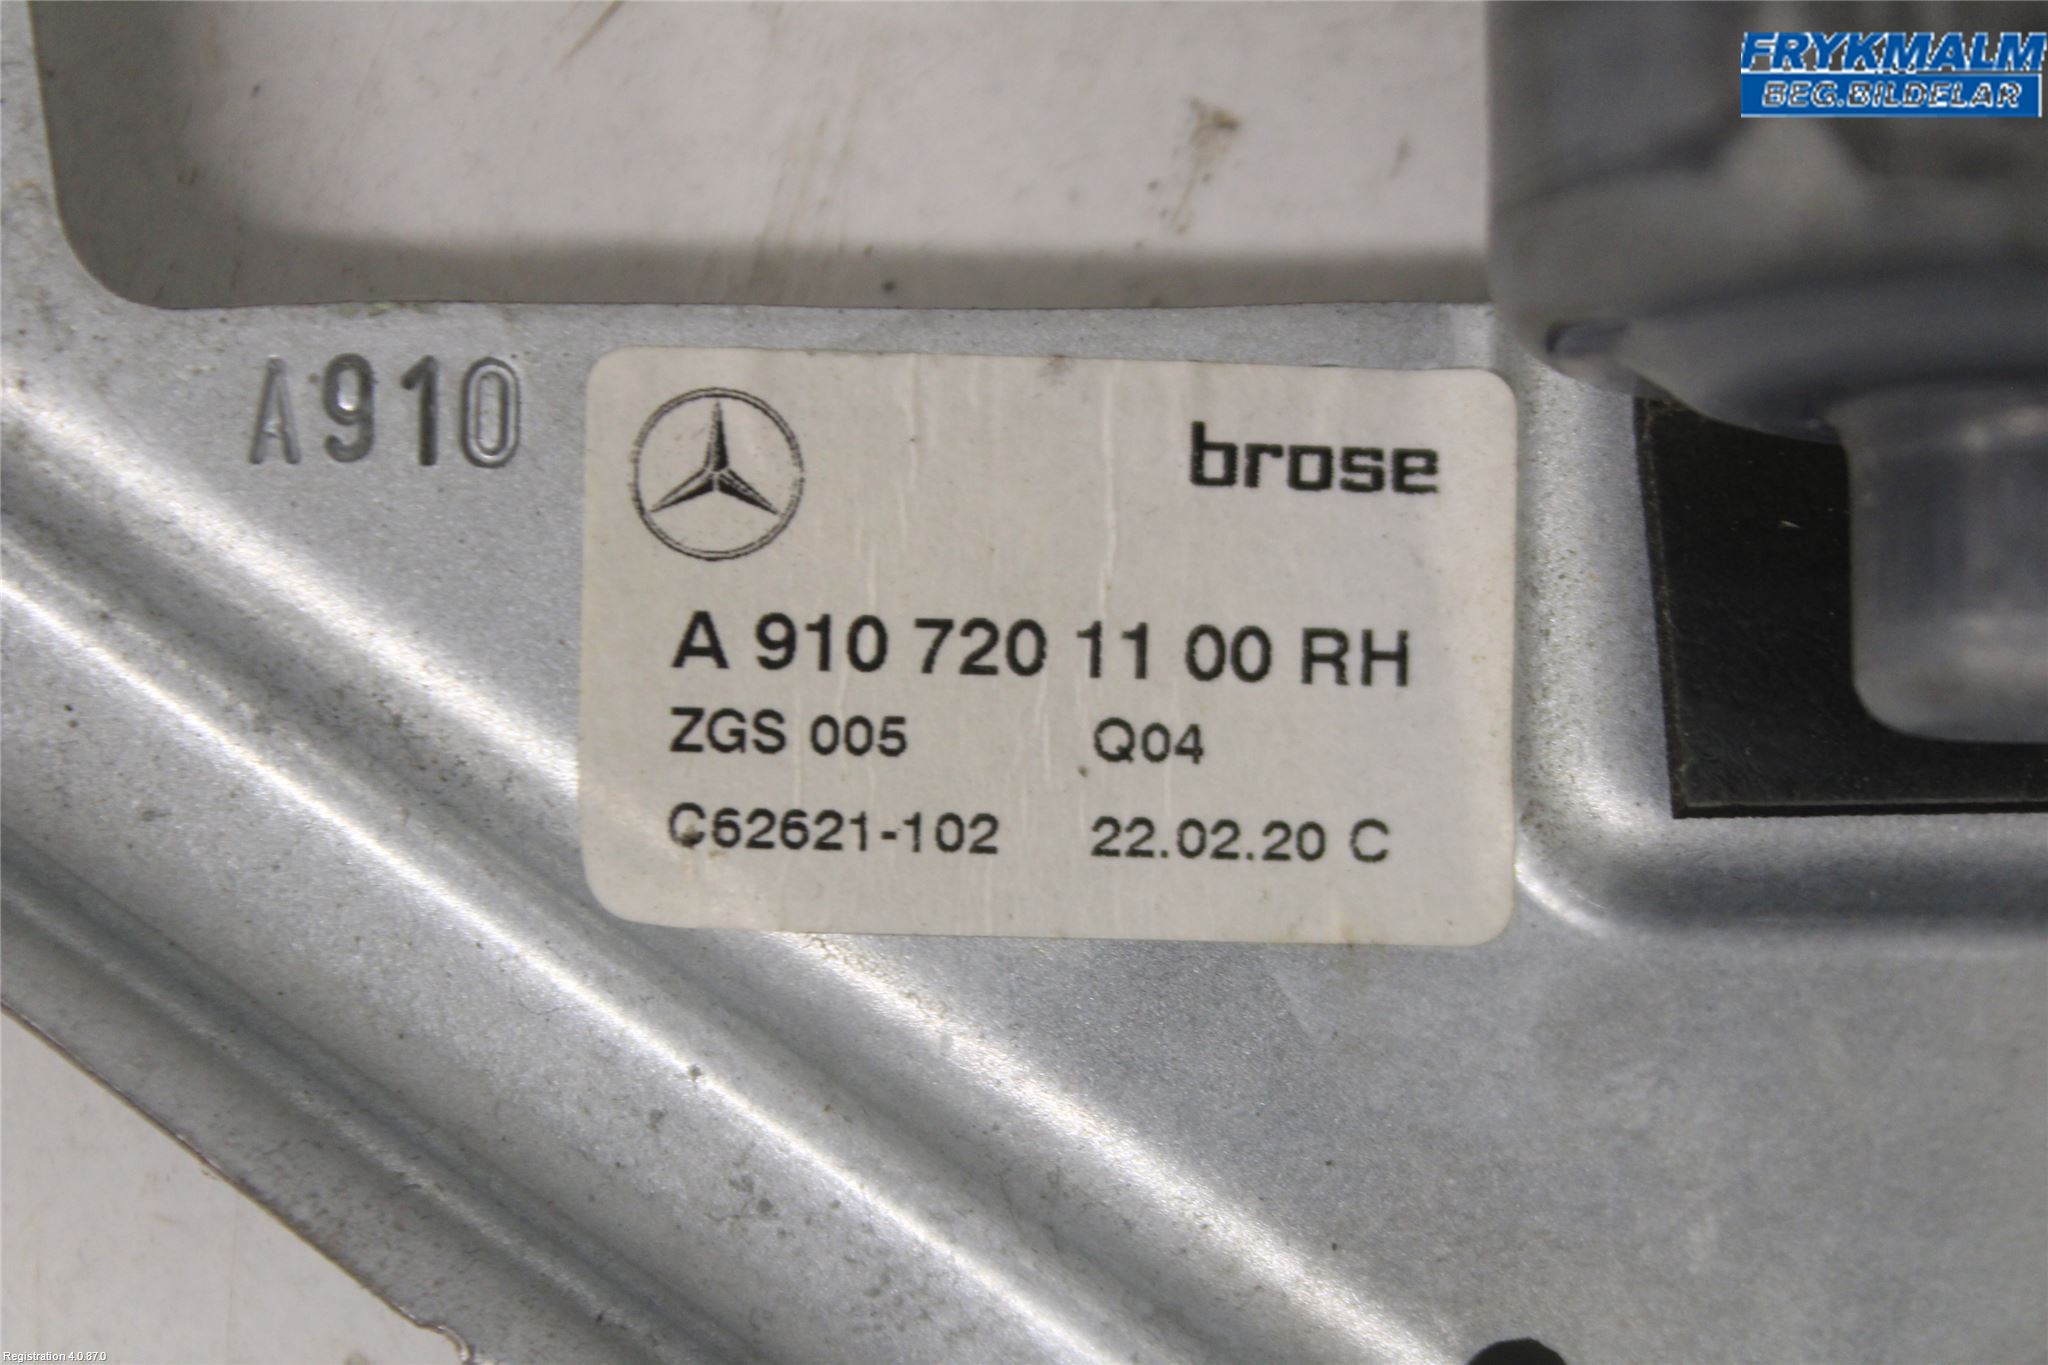 FRYKMALM
BEG.BILDELAR
A910
brose
A 910 720 11 00 RH
ZGS 005 Q04
C62621-102 22.02.20 C
Registration 4.0.87.0